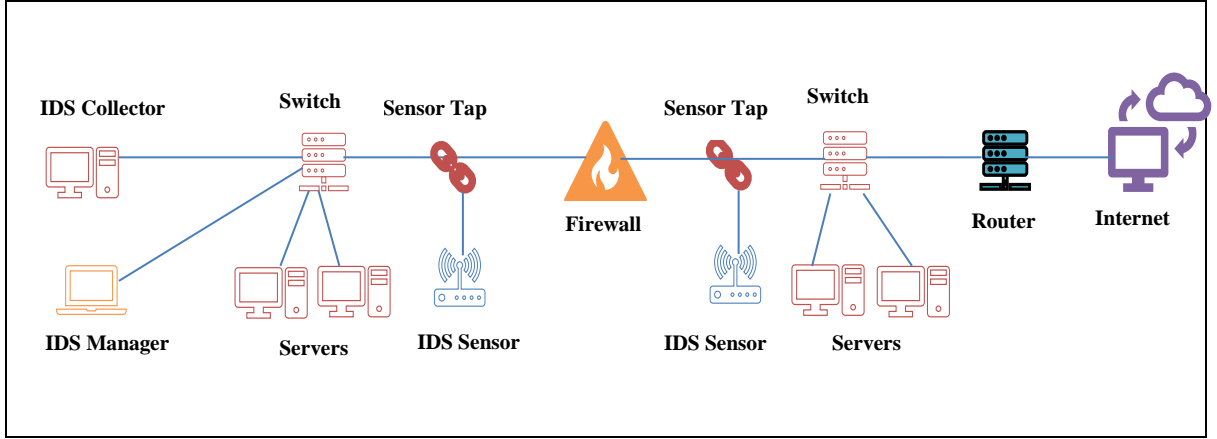 IDS Collector
Switch
Sensor Tap
Sensor Tap
Switch
Firewall
Router
Internet
IDS Manager
Servers
IDS Sensor
IDS Sensor
Servers